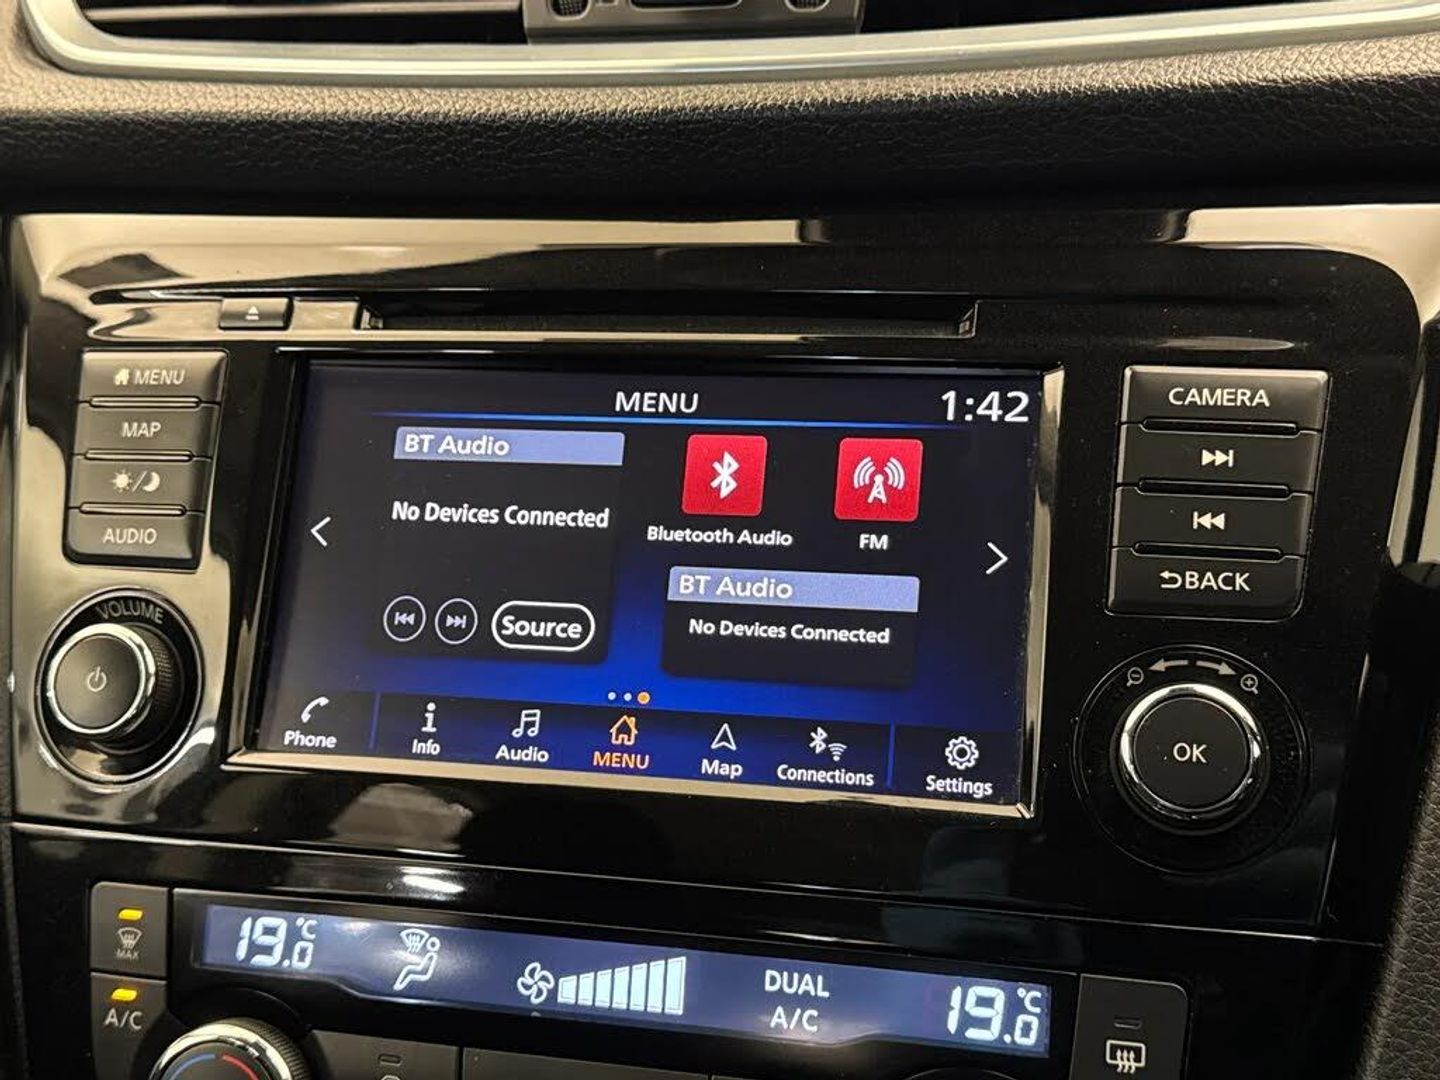 MENU
MAP
AUDIO
VOLUME
MENU
1:42
BT Audio
No Devices Connected
Source
Bluetooth Audio
FM
BT Audio
No Devices Connected
Phone
Info
Audio
MENU
Map
Connections
Settings
CAMERA
BACK
OK
MAX
A/C
19.0°C
DUAL
A/C
19.0°C